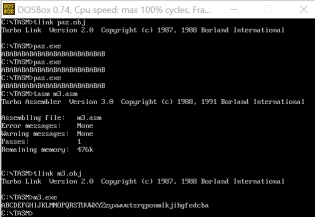 DOSBox 0.74, Cpu speed: max 100% cycles, Fra...
C:\TASM>tlink paz.obj
Turbo Link  Version 2.0  Copyright (c) 1987, 1988 Borland International

C:\TASM>paz.exe
ABABABABABABABABABABABABAB
C:\TASM>paz.exe
ABABABABABABABABABABABABAB
C:\TASM>paz.exe
ABABABABABABABABABABABABAB
C:\TASM>tasm m3.asm
Turbo Assembler  Version 3.0  Copyright (c) 1988, 1991 Borland International

Assembling file:   m3.asm
Error messages:    None
Warning messages:  None
Passes:            1
Remaining memory:  476k

C:\TASM>tlink m3.obj
Turbo Link  Version 2.0  Copyright (c) 1987, 1988 Borland International

C:\TASM>m3.exe
ABCDEFGHIJKLMNOPQRSTUVWXYZzyxwvutsrqponmlkjihgfedcba
C:\TASM>